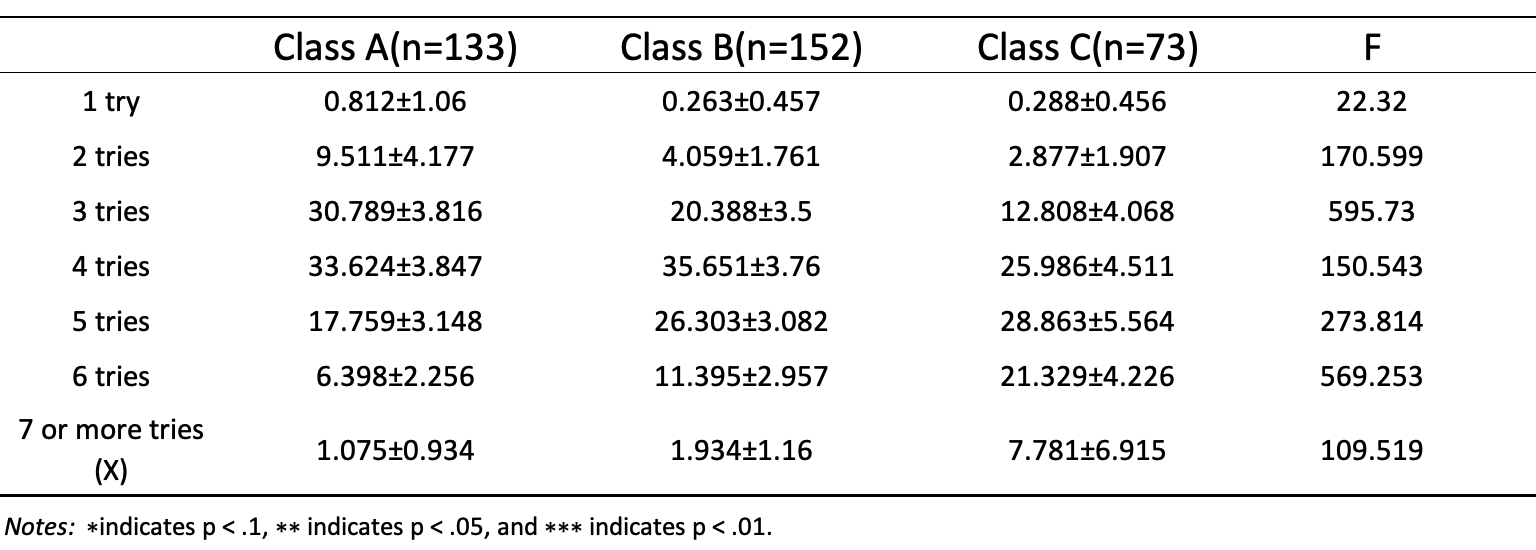 Class A(n=133) Class B(n=152) Class C(n=73) F
1 try 0.812±1.06 0.263±0.457 0.288±0.456 22.32
2 tries 9.511±4.177 4.059±1.761 2.877±1.907 170.599
3 tries 30.789±3.816 20.388±3.5 12.808±4.068 595.73
4 tries 33.624±3.847 35.651±3.76 25.986±4.511 150.543
5 tries 17.759±3.148 26.303±3.082 28.863±5.564 273.814
6 tries 6.398±2.256 11.395±2.957 21.329±4.226 569.253
7 or more tries
(X) 1.075±0.934 1.934±1.16 7.781±6.915 109.519
Notes: *indicates p < .1, ** indicates p < .05, and *** indicates p < .01.